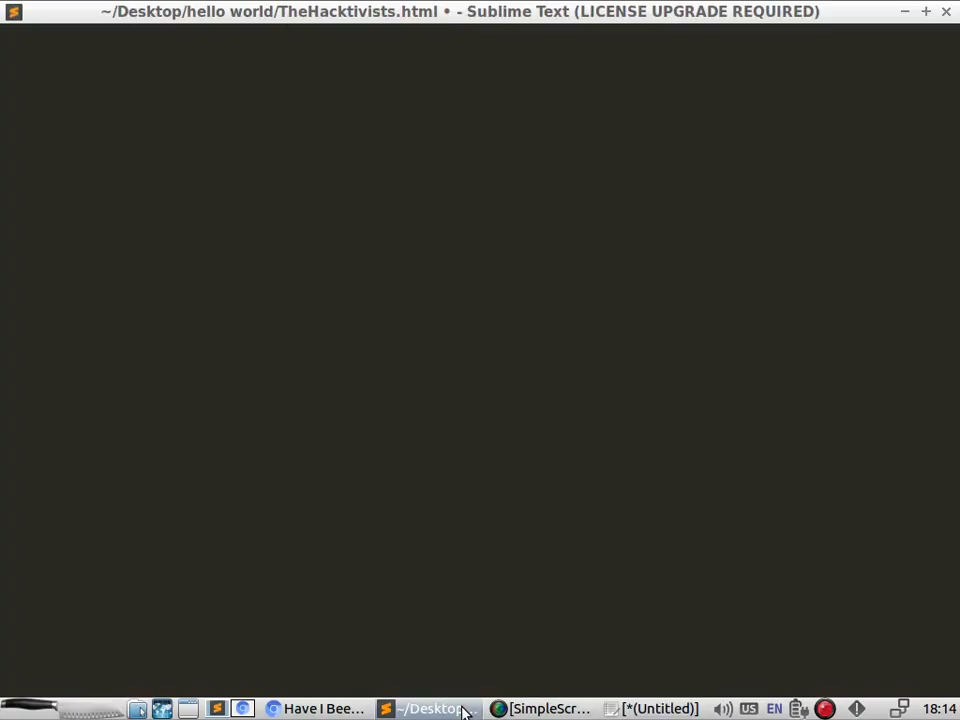 ~/Desktop/hello world/TheHacktivists.html • - Sublime Text (LICENSE UPGRADE REQUIRED)
Have I Bee... ~/Desktop... [SimpleScr... [*(Untitled)] US EN 18:14